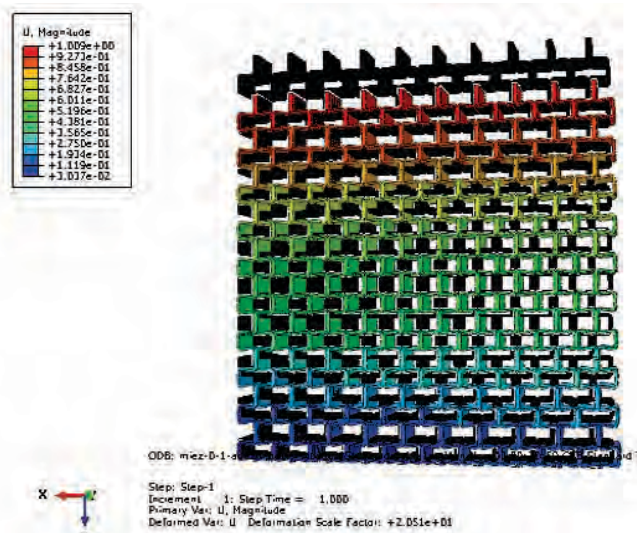 U, Magnitude
+1.009e+00
+9.273e-01
+8.458e-01
+7.642e-01
+6.827e-01
+6.011e-01
+5.196e-01
+4.381e-01
+3.565e-01
+2.750e-01
+1.934e-01
+1.119e-01
+3.037e-02
ODB: miez-0-1-a
X
Step: Step-1
Increment 1: Step Time = 1.000
Primary Var: U, Magnitude
Deformed Var: U Deformation Scale Factor: +2.051e+01